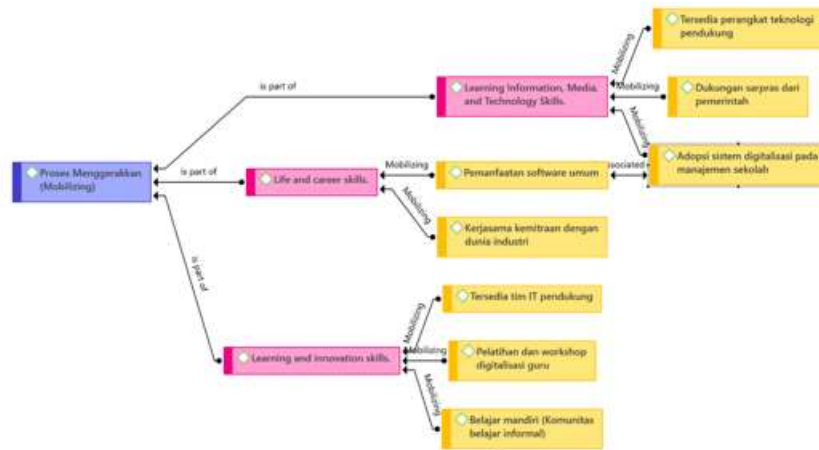 Tersedia perangkat teknologi
pendukung
Mobilizing
is part of
Learning Information, Media,
and Technology Skills.
Mobilizing
Dukungan sarpras dari
pemerintah
Mobilizing
Adopsi sistem digitalisasi pada
manajemen sekolah
Proses Menggerakkan
(Mobilizing)
is part of
Life and career skills.
Mobilizing
Pemanfaatan software umum
ssociated
Mobilizing
Kerjasama kemitraan dengan
dunia industri
is part of
Mobilizing
Tersedia tim IT pendukung
Learning and innovation skills.
Mobilizing
Pelatihan dan workshop
digitalisasi guru
Mobilizing
Belajar mandiri (Komunitas
belajar informal)